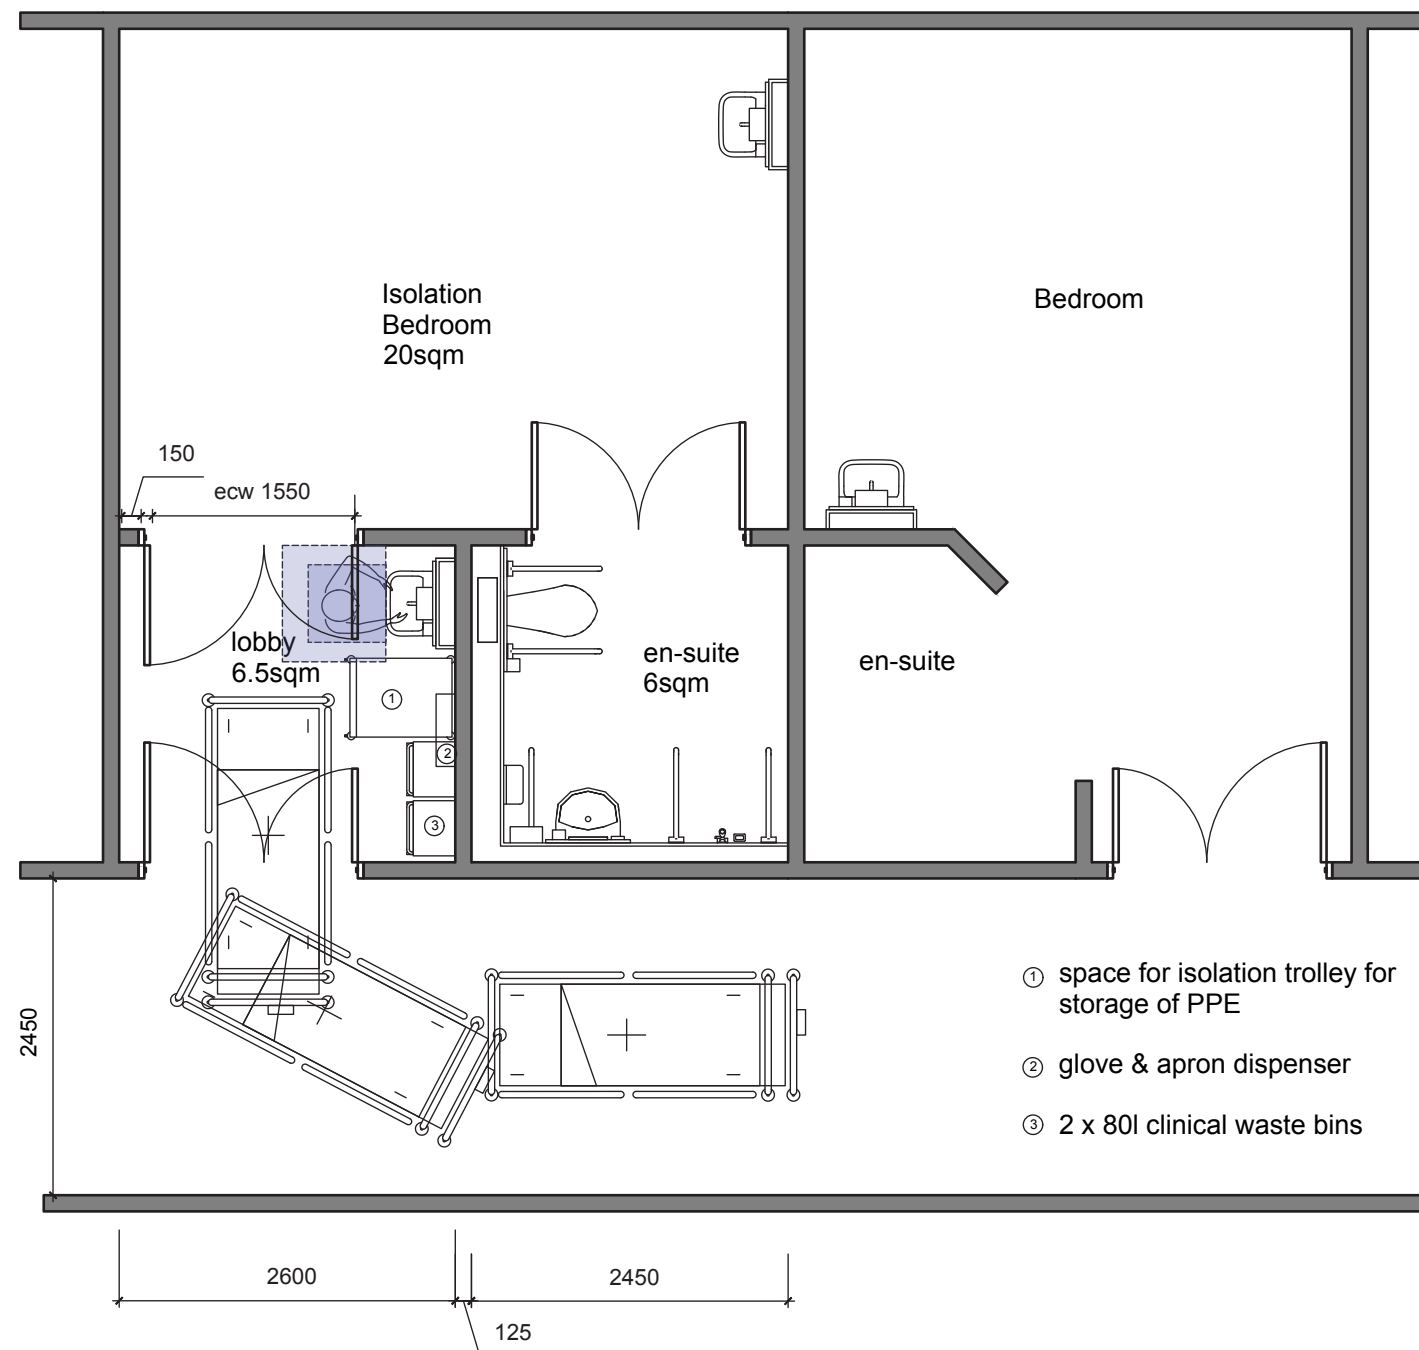 Isolation
Bedroom
20sqm
Bedroom
150
ecw 1550
lobby
6.5sqm
en-suite
6sqm
en-suite
1
2
3
2450
1 space for isolation trolley for
storage of PPE
2 glove & apron dispenser
3 2 x 80l clinical waste bins
2600
2450
125